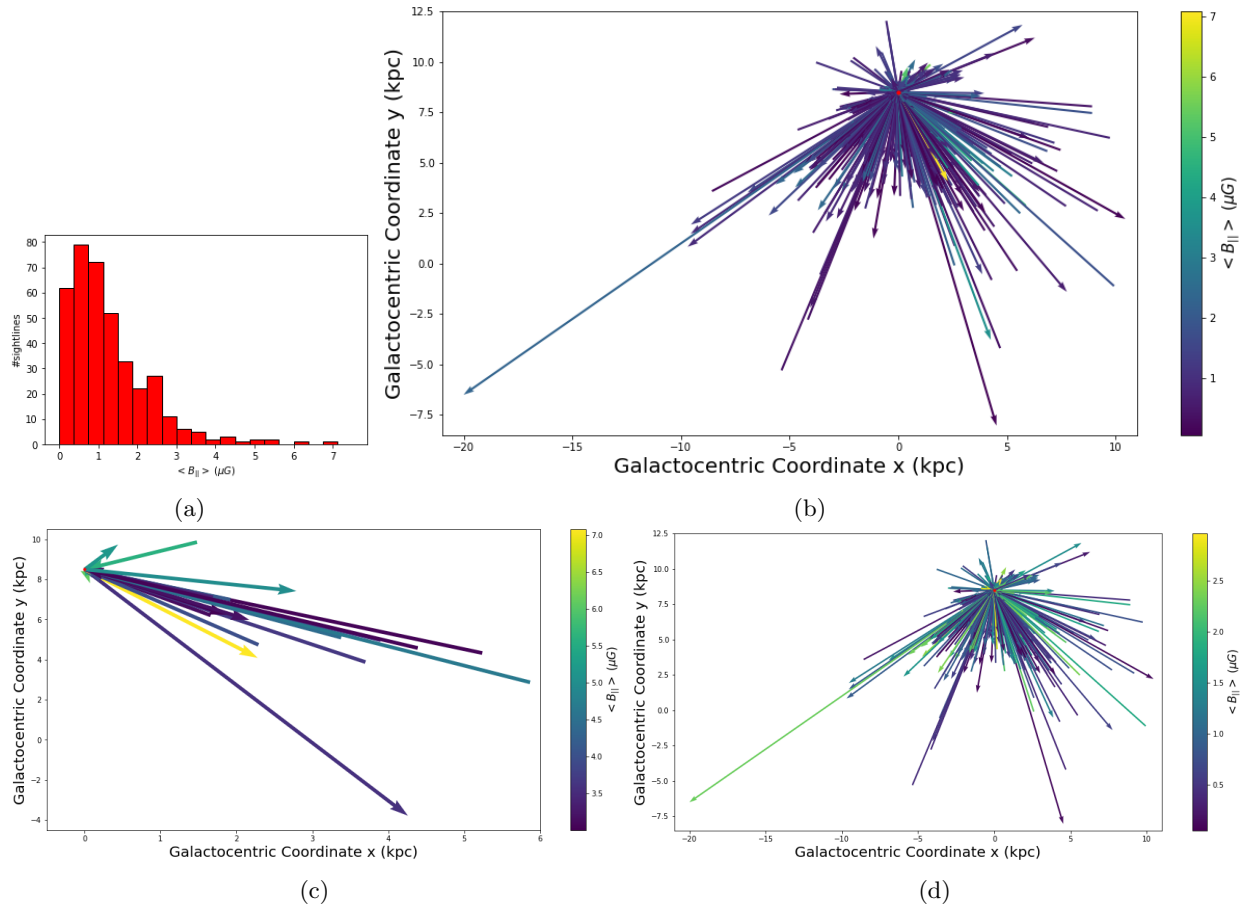 80
70
60
50
40
30
20
10
0
#sightlines
0 1 2 3 4 5 6 7
< B|| > (μG)
(a)
12.5
10.0
7.5
5.0
2.5
0.0
−2.5
−5.0
−7.5
Galactocentric Coordinate y (kpc)
−20 −15 −10 −5 0 5 10
Galactocentric Coordinate x (kpc)
7
6
5
4
3
2
1
< B|| > (μG)
(b)
10
8
6
4
2
0
−2
−4
Galactocentric Coordinate y (kpc)
0 1 2 3 4 5 6
Galactocentric Coordinate x (kpc)
7.0
6.5
6.0
5.5
5.0
4.5
4.0
3.5
< B|| > (μG)
(c)
12.5
10.0
7.5
5.0
2.5
0.0
−2.5
−5.0
−7.5
Galactocentric Coordinate y (kpc)
−20 −15 −10 −5 0 5 10
Galactocentric Coordinate x (kpc)
2.5
2.0
1.5
1.0
0.5
< B|| > (μG)
(d)